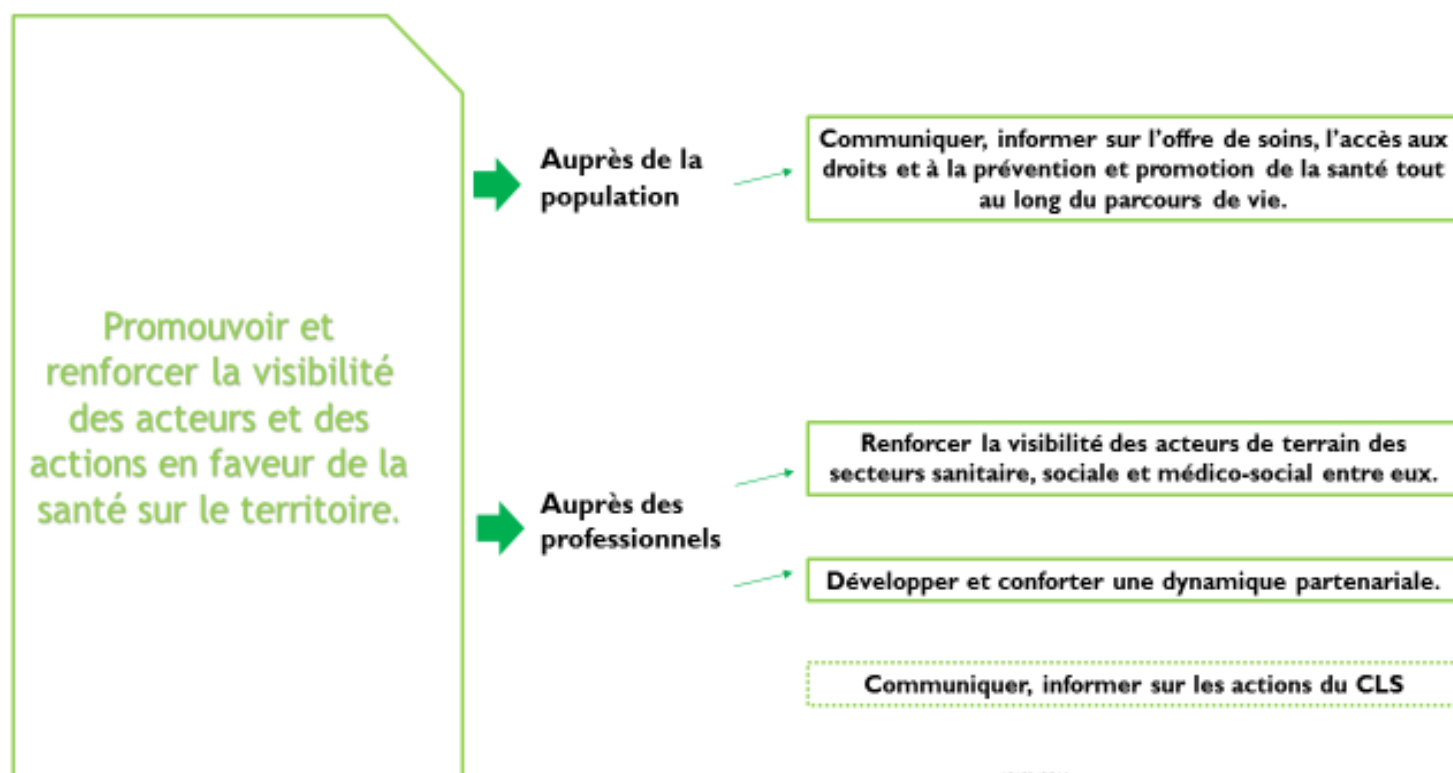 Promouvoir et
renforcer la visibilité
des acteurs et des
actions en faveur de la
santé sur le territoire.
Auprès de la
population
Communiquer, informer sur l'offre de soins, l'accès aux
droits et à la prévention et promotion de la santé tout
au long du parcours de vie.
Auprès des
professionnels
Renforcer la visibilité des acteurs de terrain des
secteurs sanitaire, sociale et médico-social entre eux.
Développer et conforter une dynamique partenariale.
Communiquer, informer sur les actions du CLS